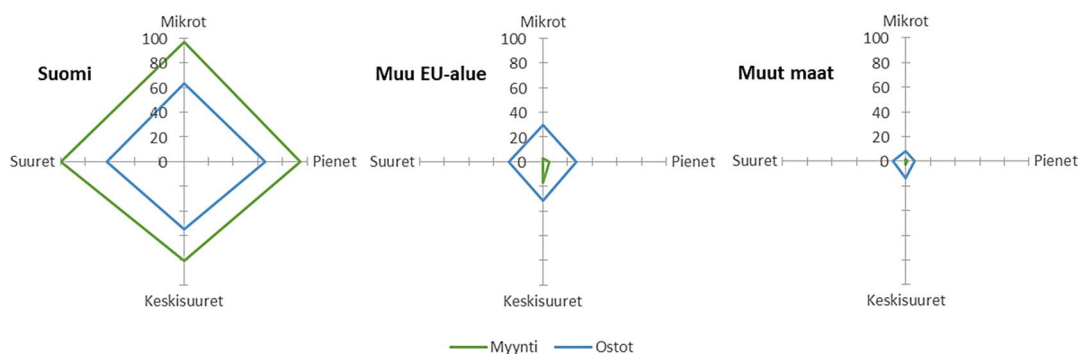 Mikrot
100
80
60
40
20
0
Suomi
Suuret
Pienet
Keskisuuret
Mikrot
100
80
60
40
20
0
Muu EU-alue
Suuret
Pienet
Keskisuuret
Mikrot
100
80
60
40
20
0
Muut maat
Suuret
Pienet
Keskisuuret
Myynti
Ostot